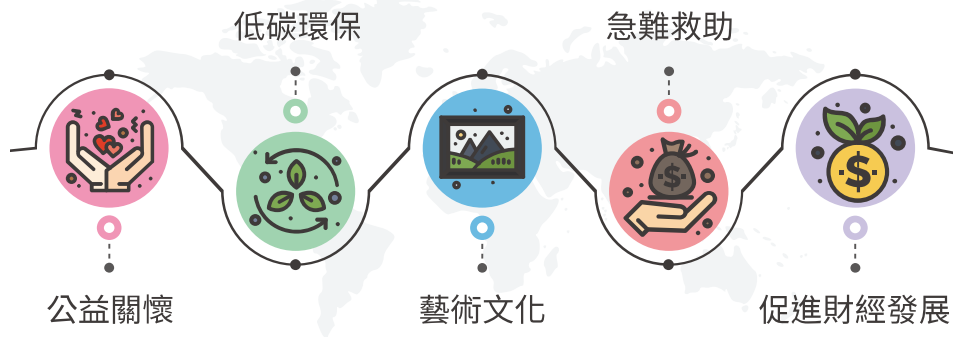 公益關懷
低碳環保
藝術文化
急難救助
促進財經發展
$
$